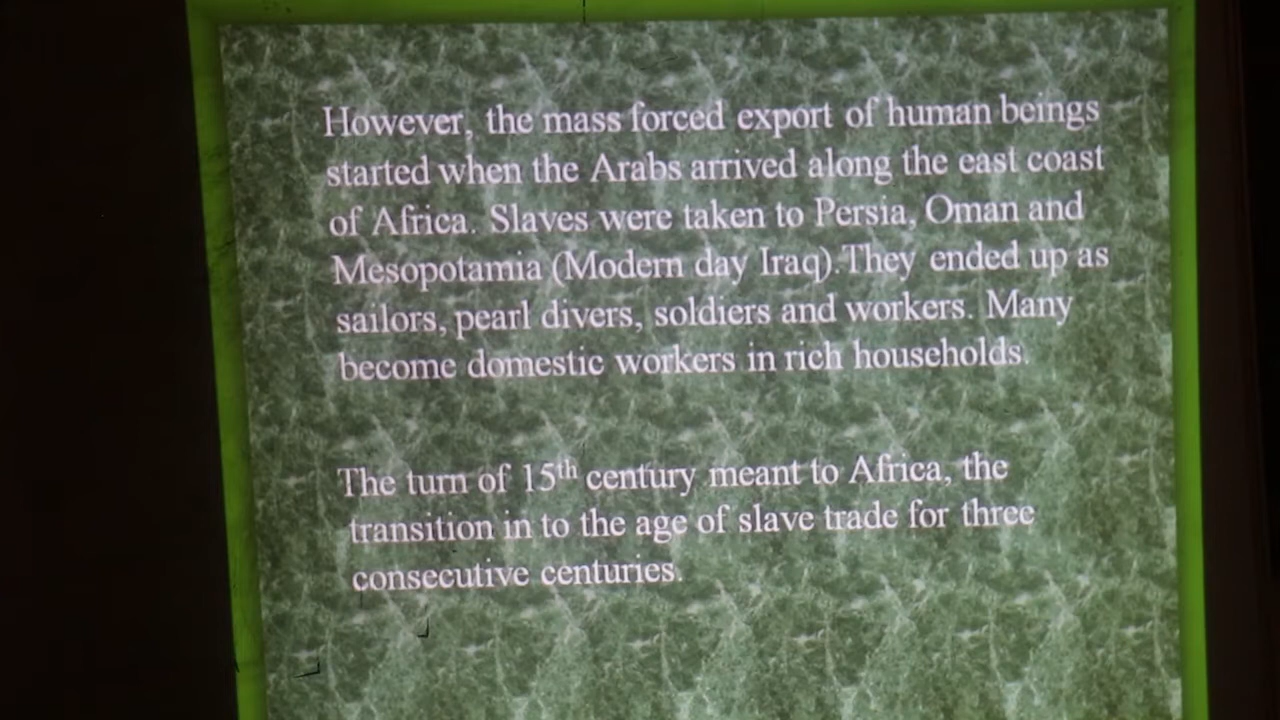 However, the mass forced export of human beings
started when the Arabs arrived along the east coast
of Africa. Slaves were taken to Persia, Oman and
Mesopotamia (Modern day Iraq).They ended up as
sailors, pearl divers, soldiers and workers. Many
become domestic workers in rich households.
The turn of 15th century meant to Africa, the
transition in to the age of slave trade for three
consecutive centuries.